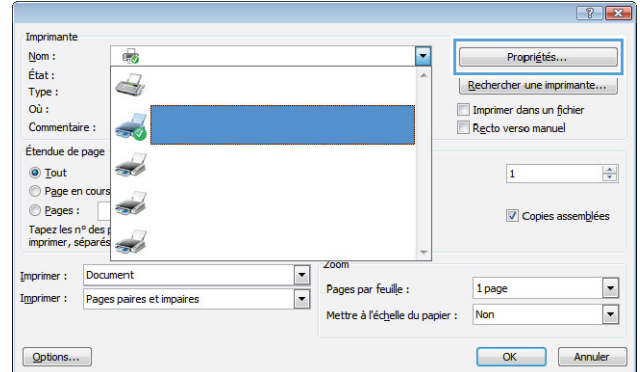 Imprimante
Nom :
Propriétés...
État :
Type :
Rechercher une imprimante...
Où :
Imprimer dans un fichier
Commentaire :
Recto verso manuel
Étendue de page
Tout
1
Page en cours
Pages :
Copies assemblées
Tapez les n° des
imprimer, séparés
Zoom
Imprimer : Document
Pages par feuille : 1 page
Imprimer : Pages paires et impaires
Mettre à l'échelle du papier : Non
Options...
OK
Annuler